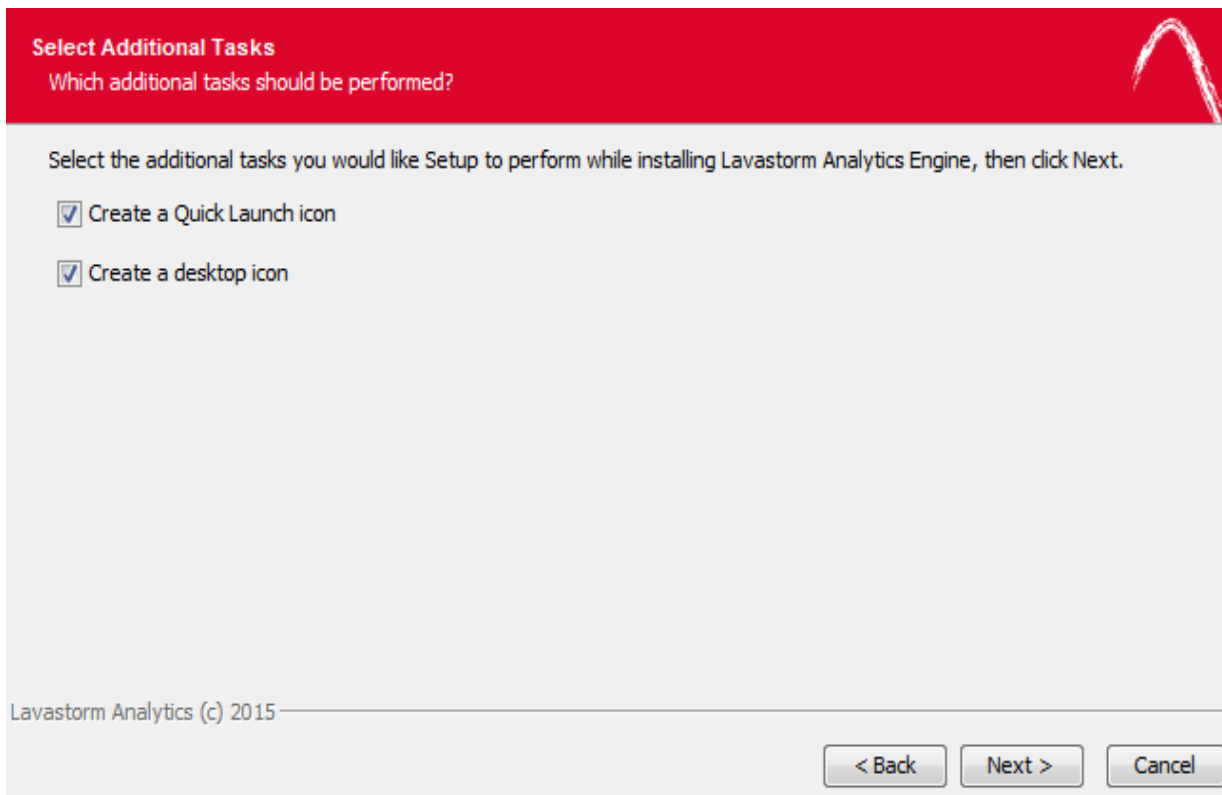 Select Additional Tasks
Which additional tasks should be performed?
Select the additional tasks you would like Setup to perform while installing Lavastorm Analytics Engine, then click Next.
Create a Quick Launch icon
Create a desktop icon
Lavastorm Analytics (c) 2015
< Back Next > Cancel